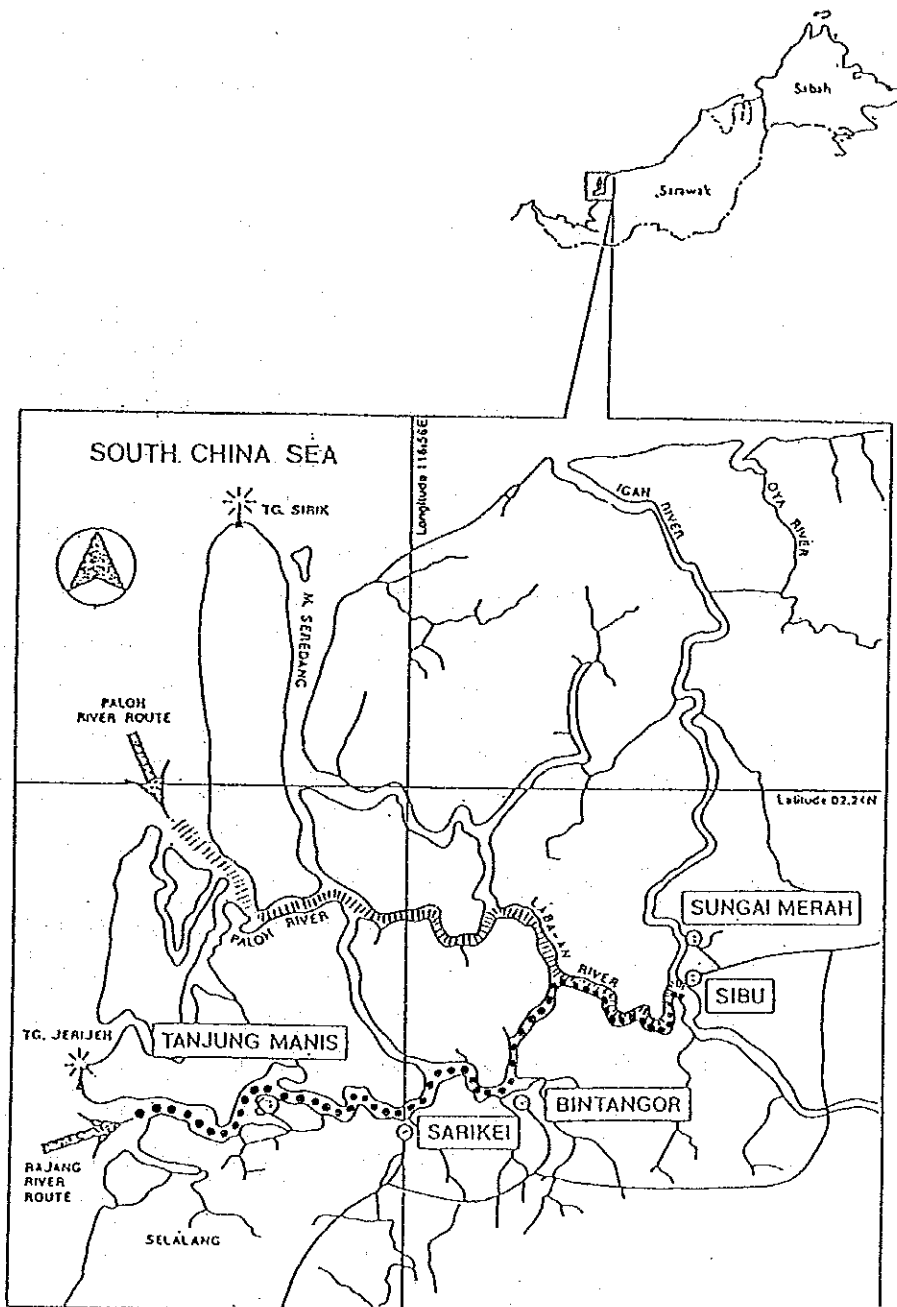 Sabah
Sarawak
SOUTH CHINA SEA
Longitude 116.56E
TG. SIRIK
IGAN
RIVER
OYA
RIVER
M. SEREDANG
PALOH
RIVER ROUTE
Latitude 02.24N
SUNGAI MERAH
PALOH RIVER
LABA-AN
RIVER
SIBU
TG. JERIJEH
TANJUNG MANIS
BINTANGOR
SARIKEI
RAJANG
RIVER
ROUTE
SELALANG